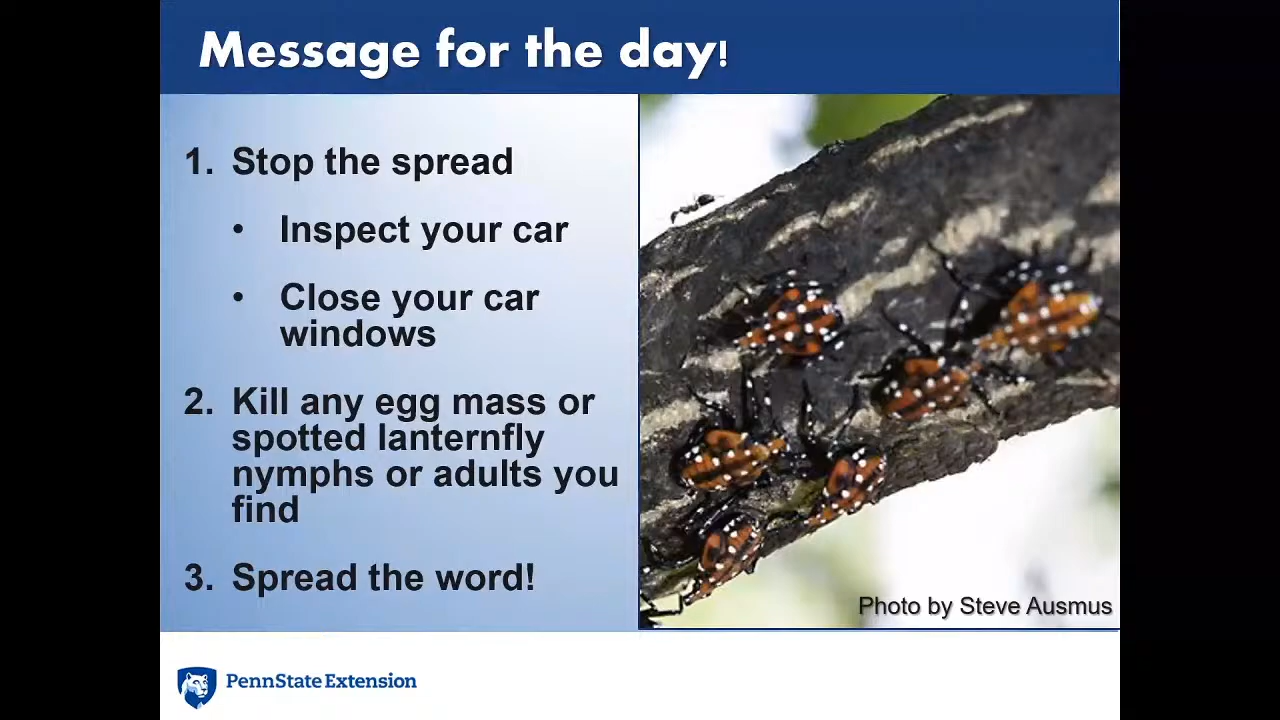 Message for the day!
1. Stop the spread
• Inspect your car
• Close your car
windows
2. Kill any egg mass or
spotted lanternfly
nymphs or adults you
find
3. Spread the word!
Photo by Steve Ausmus
PennState Extension